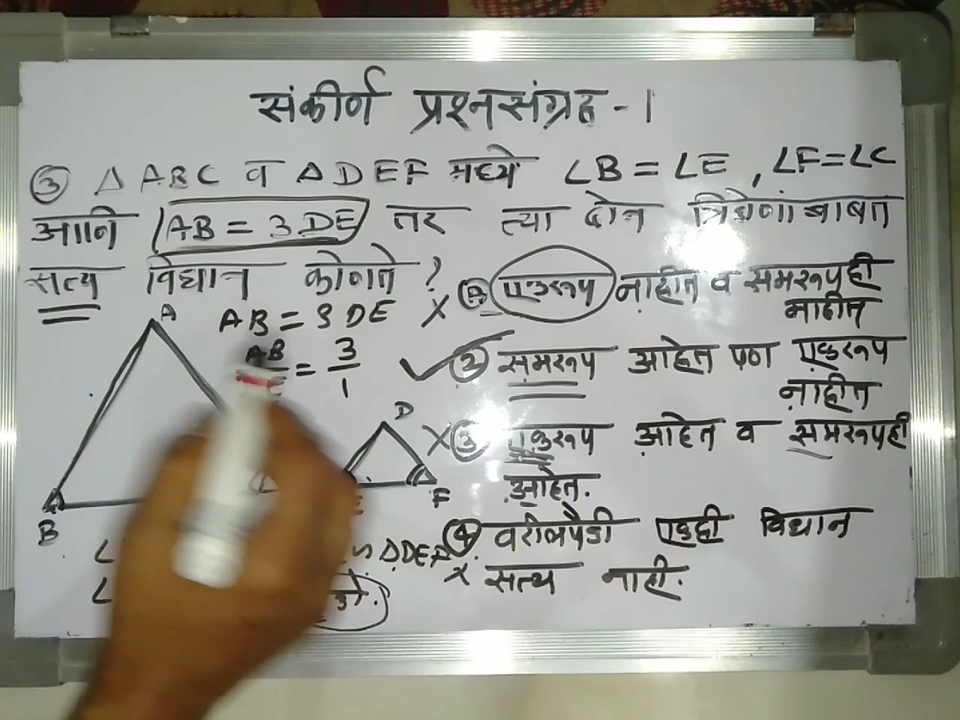 संकीर्ण प्रश्नसंग्रह - 1
③ △ ABC व △ DEF मध्ये ∠B = ∠E , ∠F = ∠C
आणि AB = 3 DE तर त्या दोन त्रिकोणांबाबत
सत्य विधान कोणते ?
AB = 3 DE
AB = 3
1
A
B
D
E
F
एकरूप नाहीत व समरूपही
नाहीत
② समरूप आहेत पण एकरूप
नाहीत
③ एकरूप आहेत व समरूपही
आहेत.
④ वरीलपैकी एकही विधान
सत्य नाही.
∠
△DEF
∠